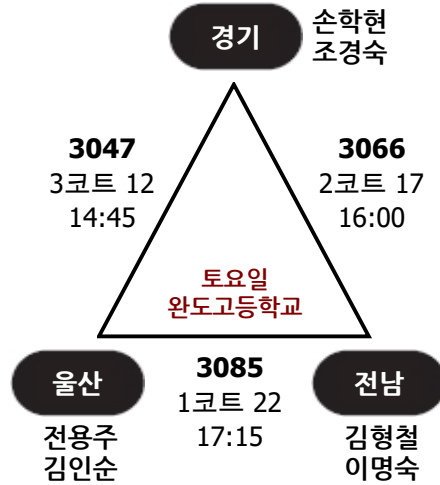 경기
손학현
조경숙
3047
3코트 12
14:45
3066
2코트 17
16:00
토요일
완도고등학교
울산
전용주
김인순
3085
1코트 22
17:15
전남
김형철
이명숙